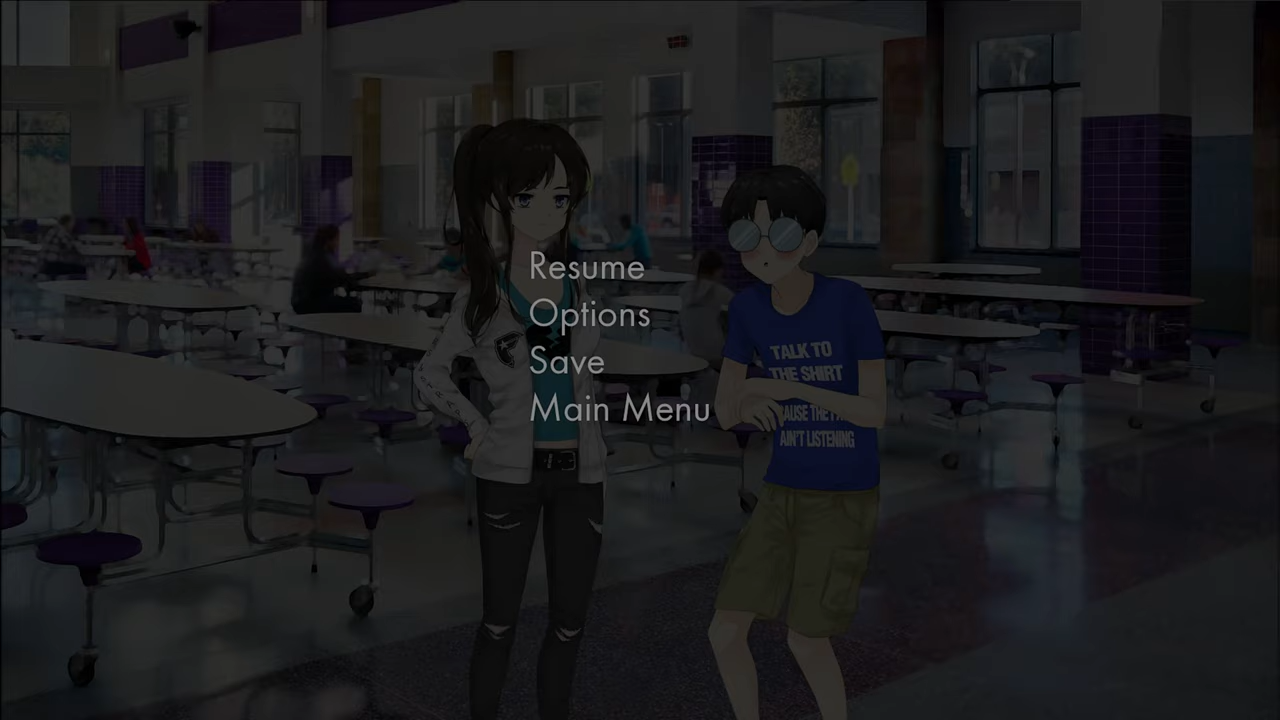 Resume
Options
Save
Main Menu
TALK TO
THE SHIRT
AIN'T LISTENING